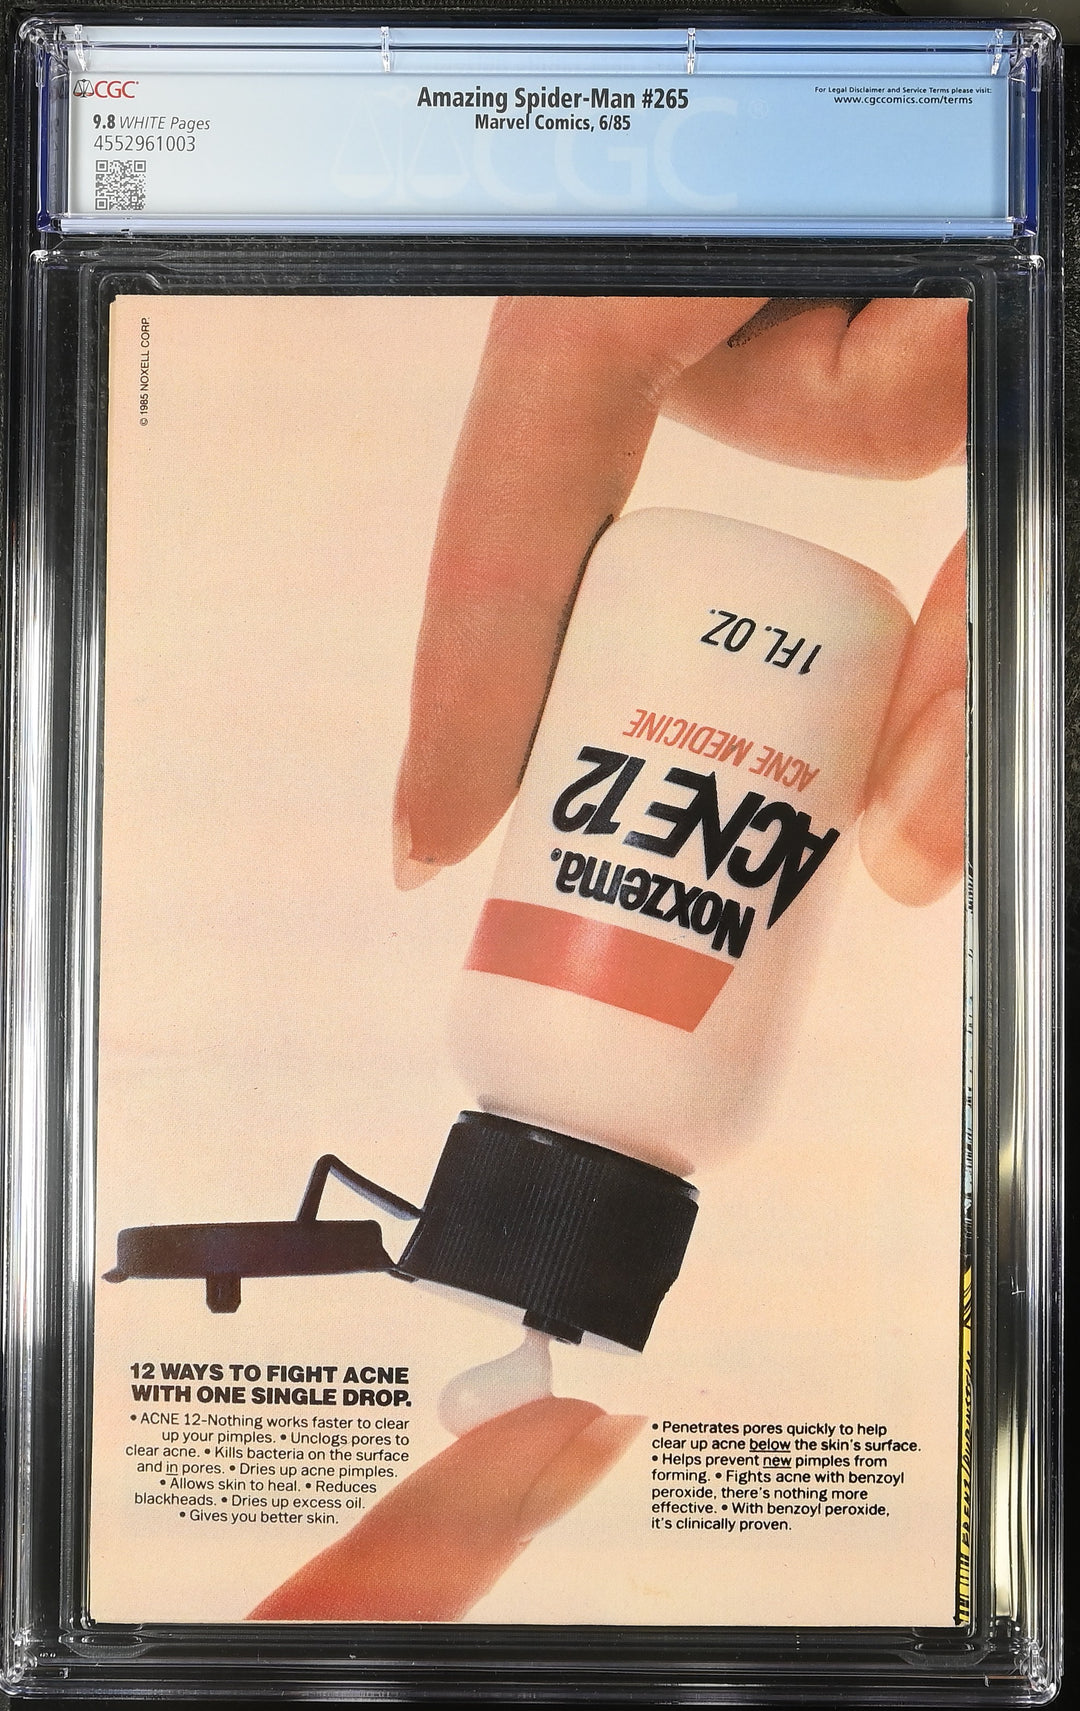 CGC
Amazing Spider-Man #265
Marvel Comics, 6/85
For Legal Disclaimer and Service Terms please visit:
www.cgccomics.com/terms
9.8 WHITE Pages
4552961003
CGC®
© 1985 NOXELL CORP.
1 FL. OZ.
ACNE MEDICINE
ACNE 12
Noxzema®
12 WAYS TO FIGHT ACNE
WITH ONE SINGLE DROP.
• ACNE 12-Nothing works faster to clear
up your pimples. • Unclogs pores to
clear acne. • Kills bacteria on the surface
and in pores. • Dries up acne pimples.
• Allows skin to heal. • Reduces
blackheads. • Dries up excess oil.
• Gives you better skin.
• Penetrates pores quickly to help
clear up acne below the skin's surface.
• Helps prevent new pimples from
forming. • Fights acne with benzoyl
peroxide, there's nothing more
effective. • With benzoyl peroxide,
it's clinically proven.